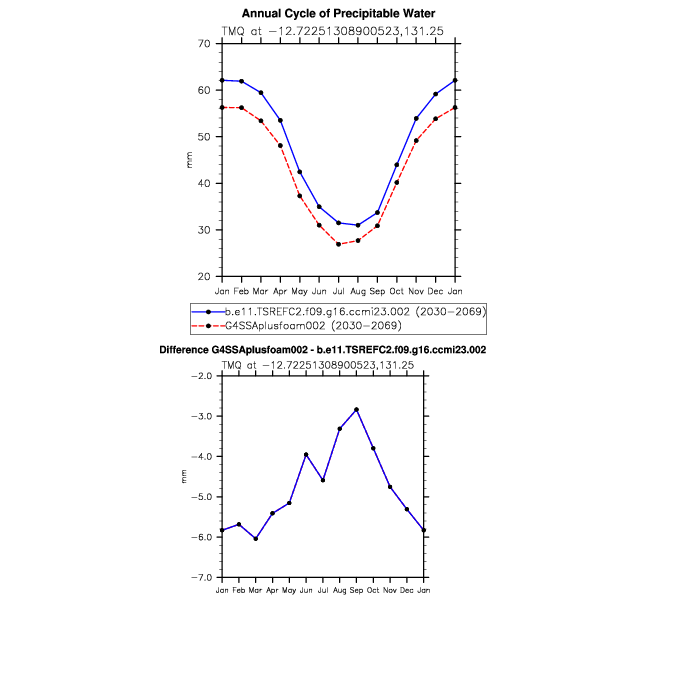 Annual Cycle of Precipitable Water
TMQ at −12.72251308900523,131.25
70
60
50
40
30
20
mm
Jan Feb Mar Apr May Jun Jul Aug Sep Oct Nov Dec Jan
b.e11.TSREFC2.f09.g16.ccmi23.002 (2030−2069)
G4SSAplusfoam002 (2030−2069)
Difference G4SSAplusfoam002 - b.e11.TSREFC2.f09.g16.ccmi23.002
TMQ at −12.72251308900523,131.25
−2.0
−3.0
−4.0
−5.0
−6.0
−7.0
mm
Jan Feb Mar Apr May Jun Jul Aug Sep Oct Nov Dec Jan